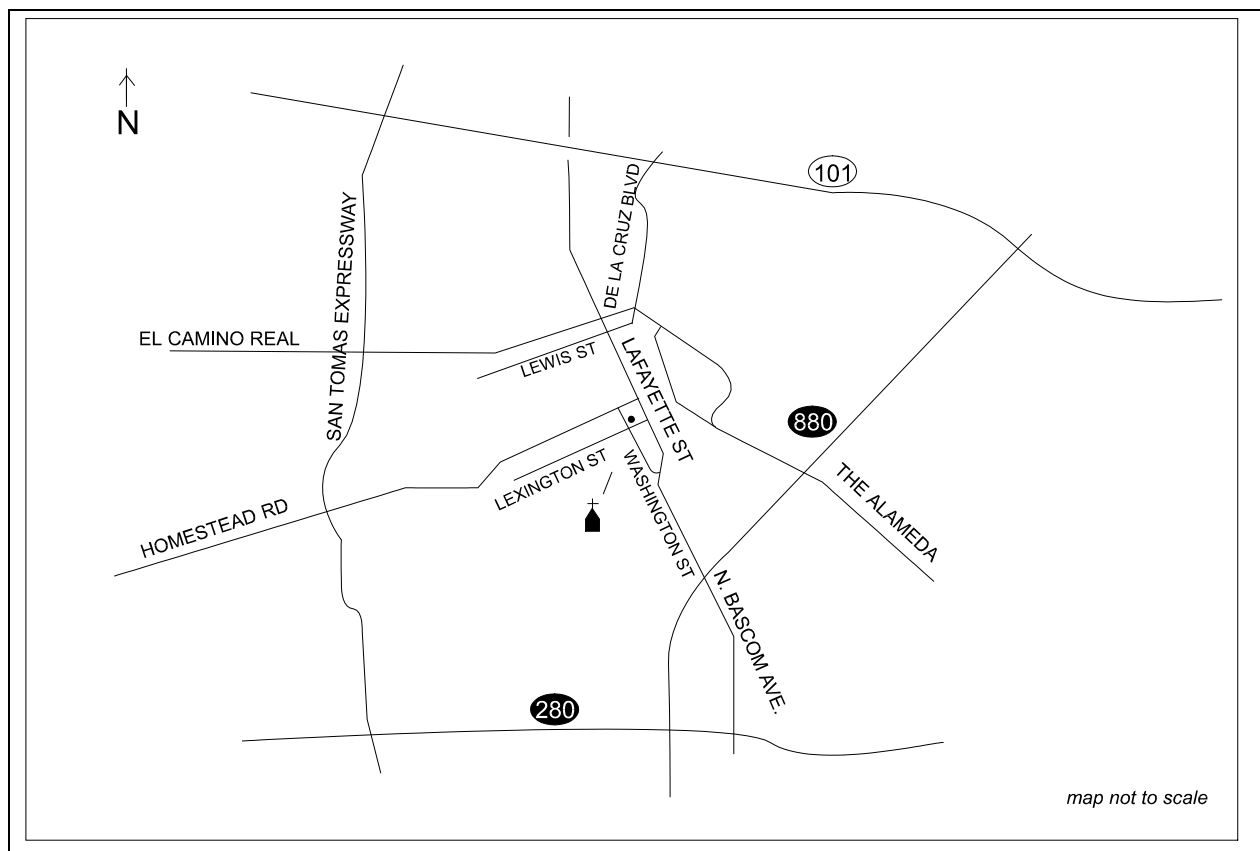 N
101
DE LA CRUZ BLVD
SAN TOMAS EXPRESSWAY
EL CAMINO REAL
LEWIS ST
LAFAYETTE ST
880
LEXINGTON ST
WASHINGTON ST
THE ALAMEDA
HOMESTEAD RD
N. BASCOM AVE.
280
map not to scale